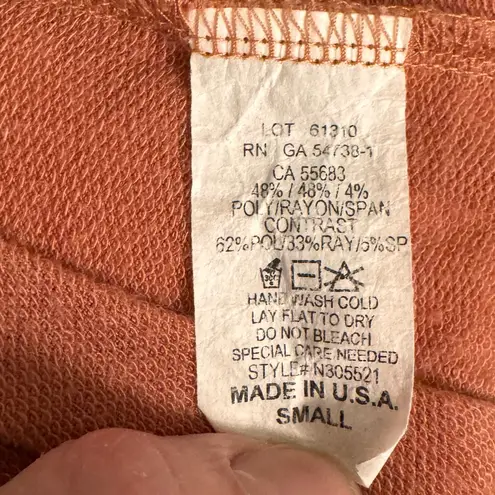 LOT 61310
RN GA 54738-1
CA 55683
48% / 48% / 4%
POLY/RAYON/SPAN
CONTRAST
62%POL/33%RAY/5%SP
HAND WASH COLD
LAY FLAT TO DRY
DO NOT BLEACH
SPECIAL CARE NEEDED
STYLE# N305521
MADE IN U.S.A.
SMALL